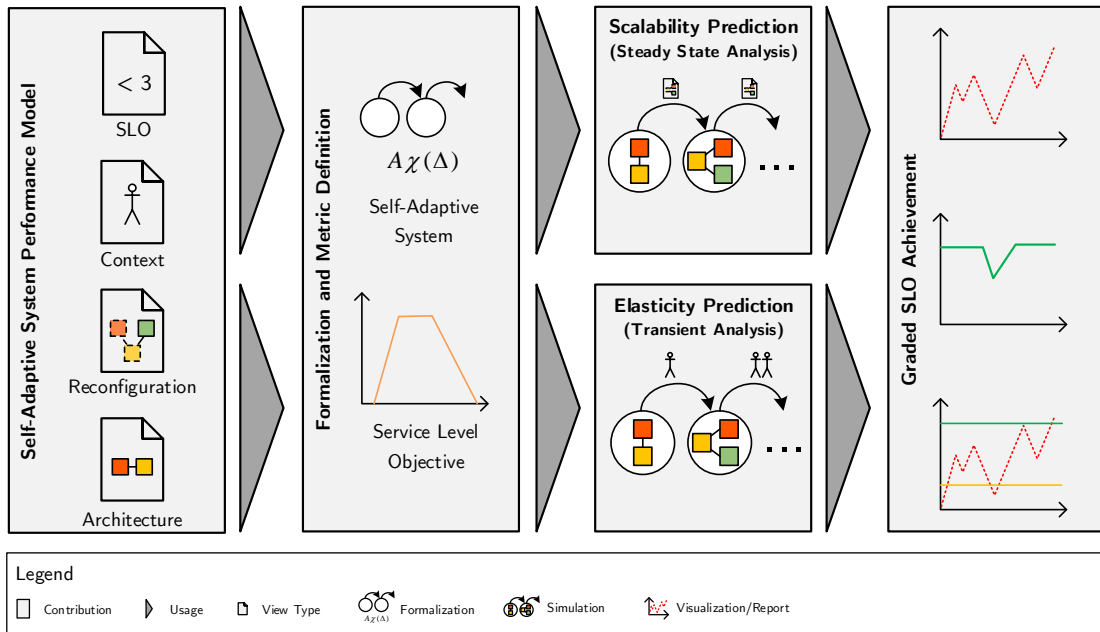 Self-Adaptive System Performance Model
< 3
SLO
Context
Reconfiguration
Architecture
Formalization and Metric Definition
Aχ(Δ)
Self-Adaptive
System
Service Level
Objective
Scalability Prediction
(Steady State Analysis)
...
Elasticity Prediction
(Transient Analysis)
...
Graded SLO Achievement
Legend
Contribution
Usage
View Type
Aχ(Δ)
Formalization
Simulation
Visualization/Report